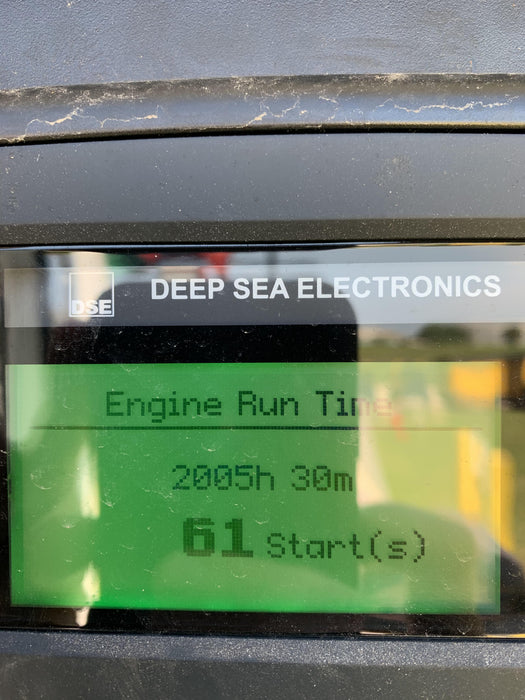 DSE DEEP SEA ELECTRONICS
Engine Run Time
2005h 30m
61 Start(s)